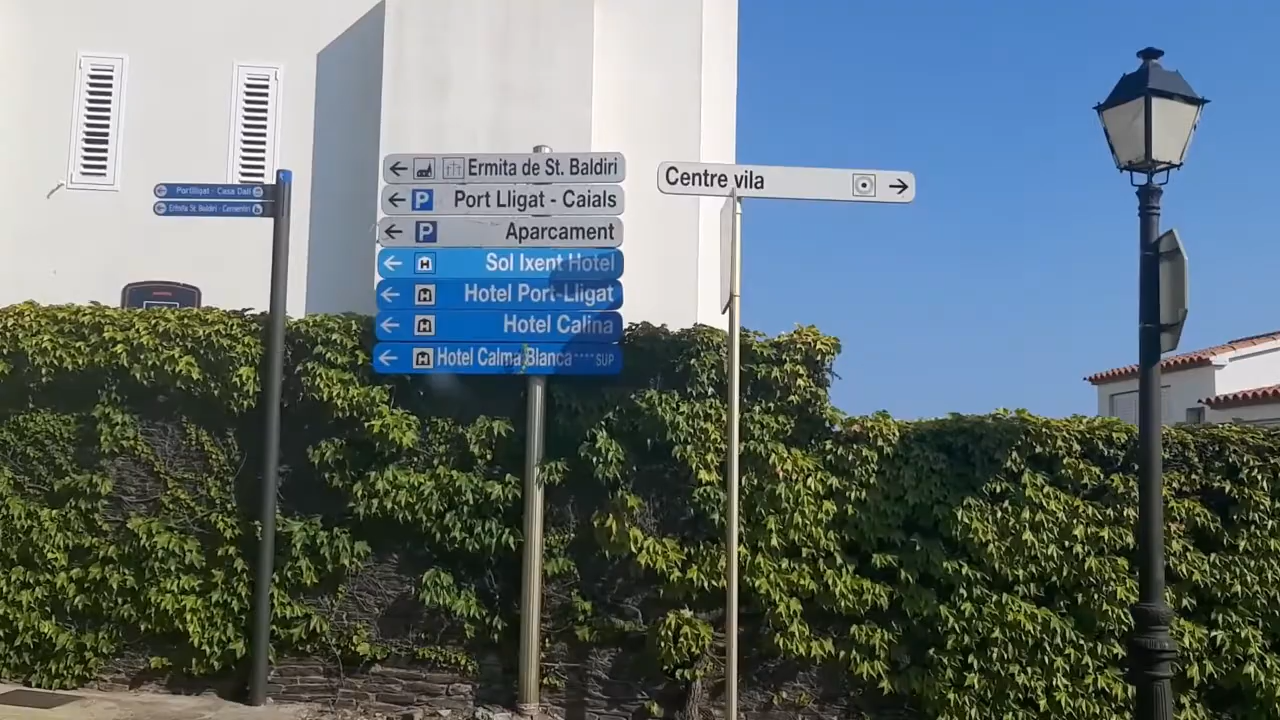 Portlligat - Casa Dalí
Ermita St. Baldiri - Cementiri
Ermita de St. Baldiri
P Port Lligat - Caials
P Aparcament
H Sol Ixent Hotel
H Hotel Port-Lligat
H Hotel Calina
H Hotel Calma Blanca **** SUP
Centre vila